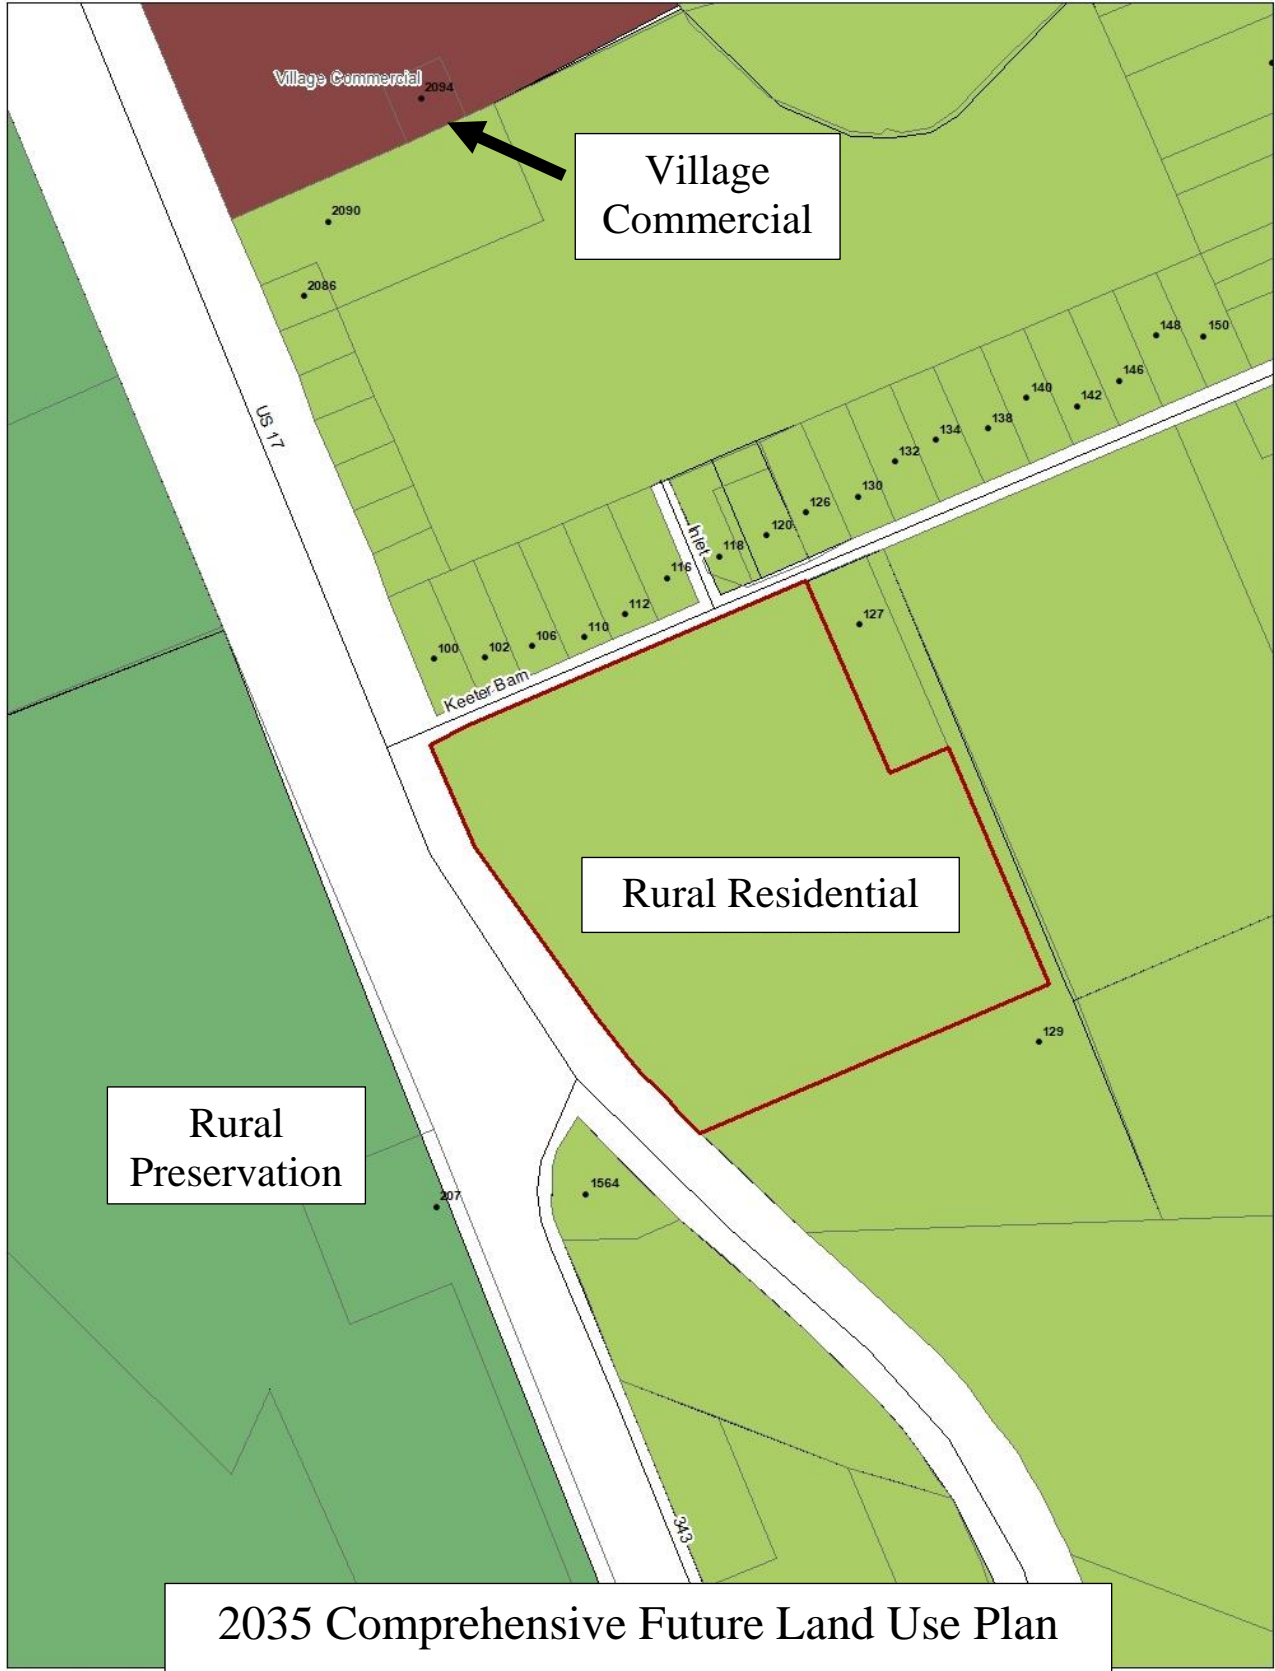 Village Commercial
2094
Village
Commercial
2090
2086
US 17
148
150
146
140
142
138
134
132
130
126
120
118
Inlet
116
112
110
106
102
100
127
Keeter Barn
Rural Residential
129
Rural
Preservation
207
1564
343
2035 Comprehensive Future Land Use Plan